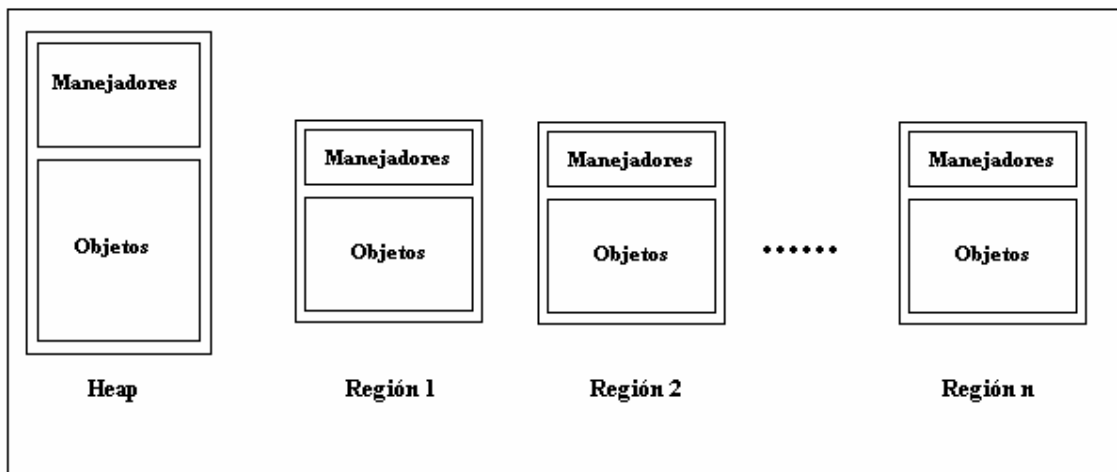 Manejadores
Objetos
Heap
Manejadores
Objetos
Región 1
Manejadores
Objetos
Región 2
......
Manejadores
Objetos
Región n